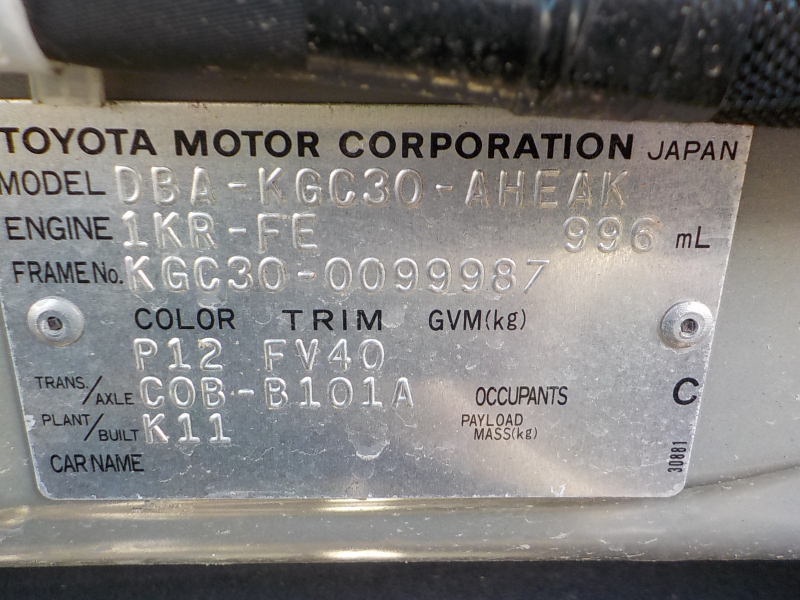 TOYOTA MOTOR CORPORATION JAPAN
MODEL DBA-KGC30-AHEAK
ENGINE 1KR-FE 996 mL
FRAME No. KGC30-0099987
COLOR TRIM GVM(kg)
P12 FV40
TRANS./AXLE C0B-B101A OCCUPANTS C
PLANT/BUILT K11 PAYLOAD MASS(kg)
CAR NAME
30881